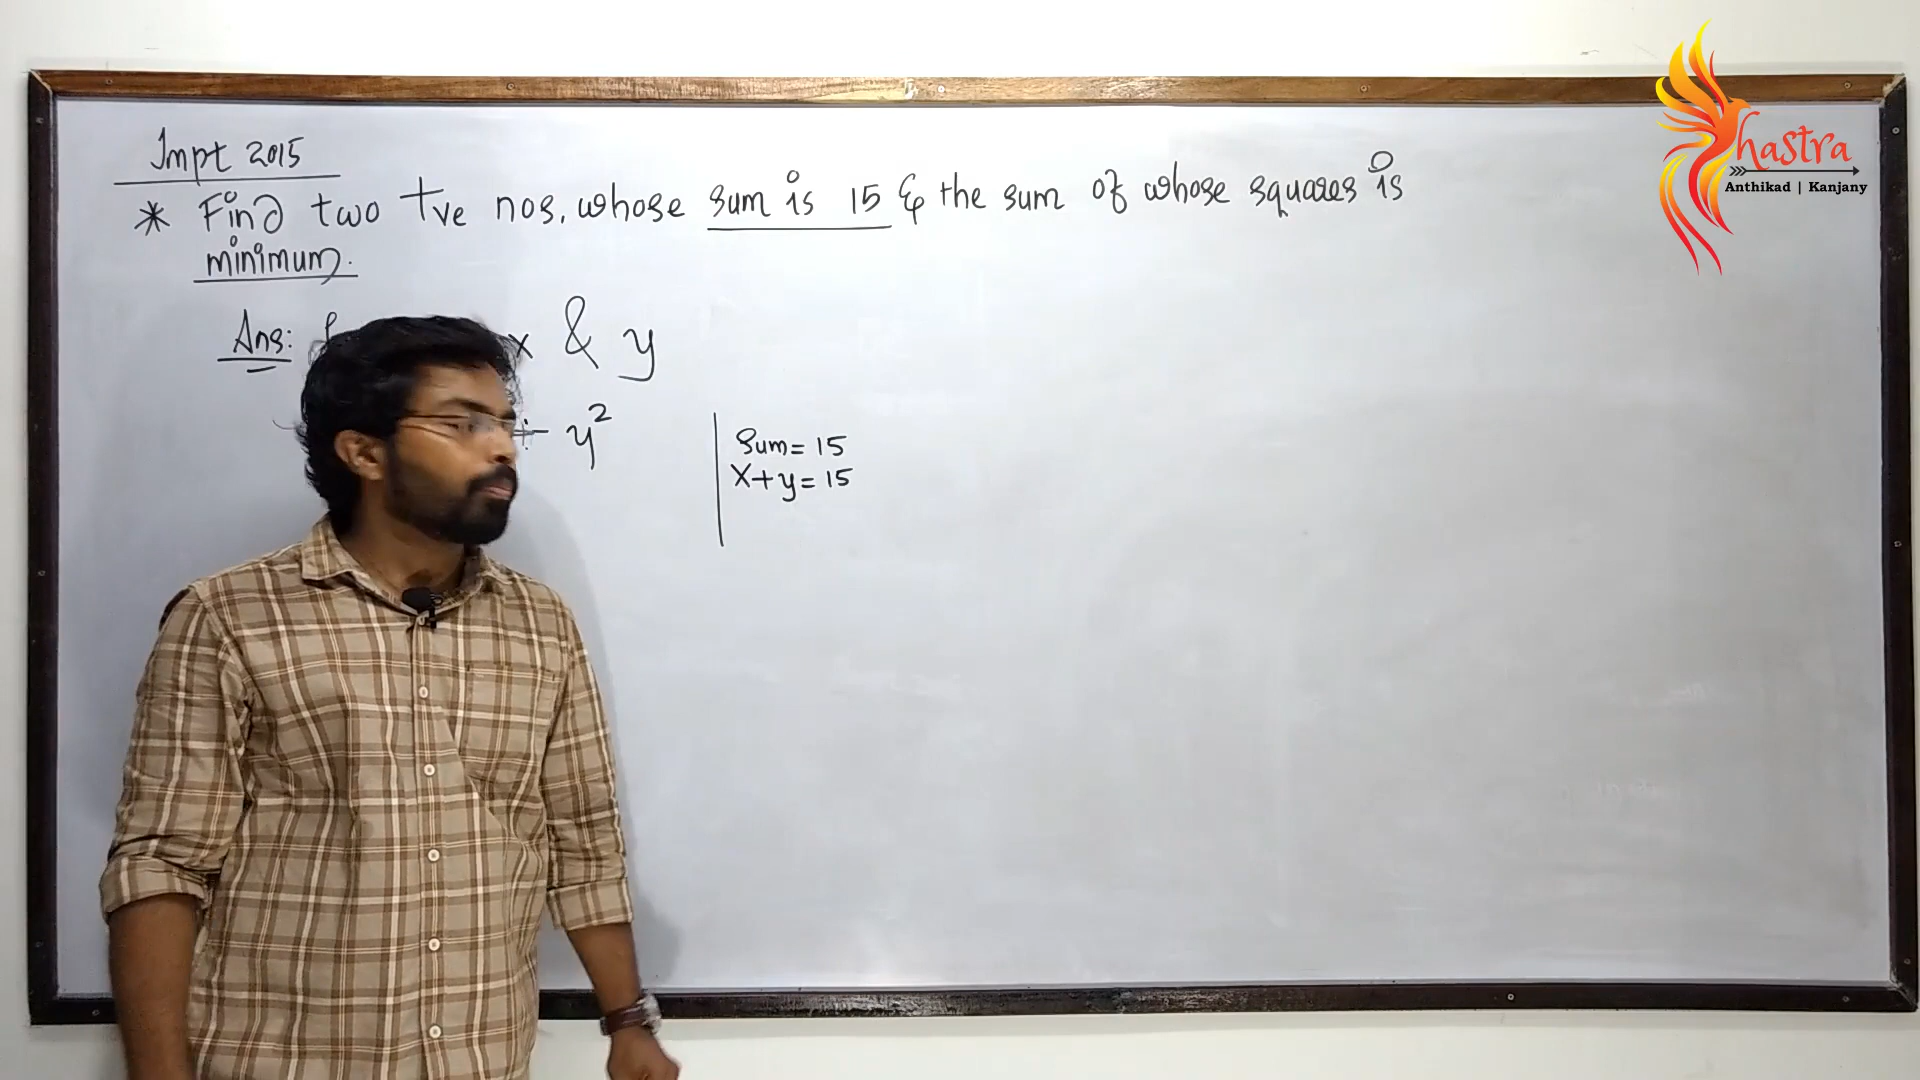 Impt 2015
* Find two +ve nos. whose sum is 15 & the sum of whose squares is
minimum.
Ans: x & y
+ y²
Sum = 15
x+y = 15
Khastra
Anthikad | Kanjany